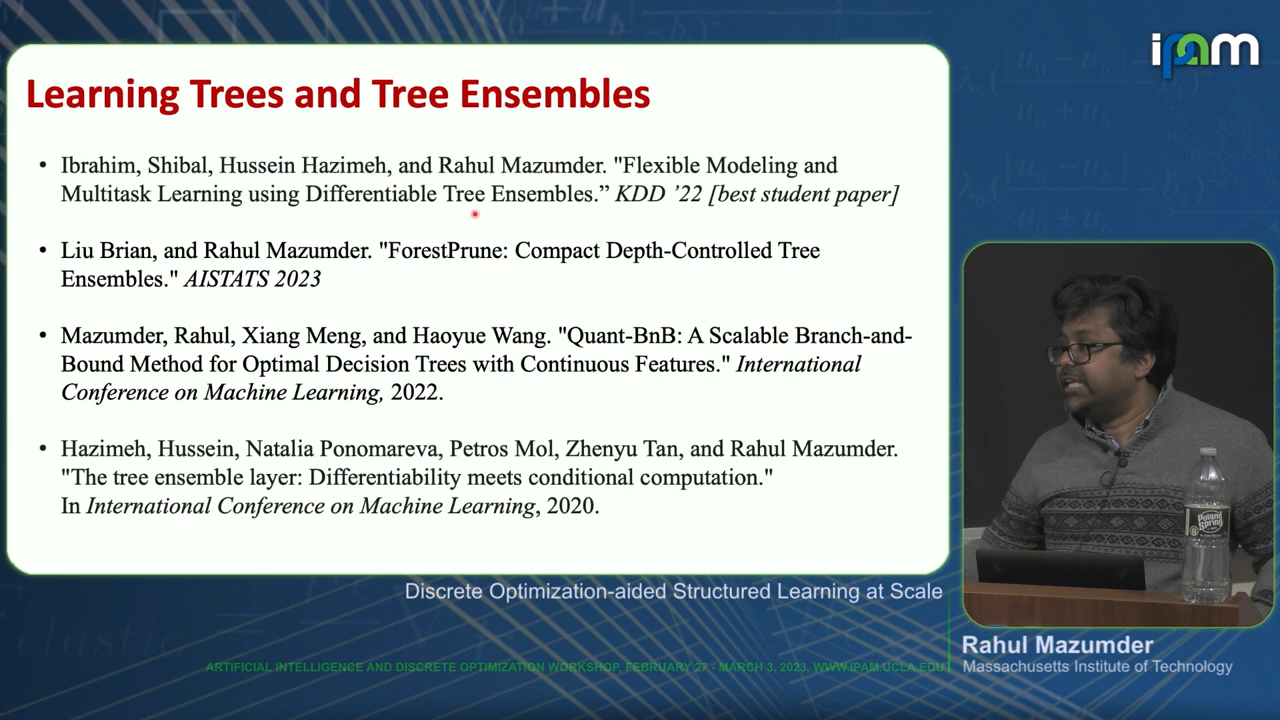 ipam
Learning Trees and Tree Ensembles
• Ibrahim, Shibal, Hussein Hazimeh, and Rahul Mazumder. "Flexible Modeling and
Multitask Learning using Differentiable Tree Ensembles.” KDD ’22 [best student paper]
• Liu Brian, and Rahul Mazumder. "ForestPrune: Compact Depth-Controlled Tree
Ensembles." AISTATS 2023
• Mazumder, Rahul, Xiang Meng, and Haoyue Wang. "Quant-BnB: A Scalable Branch-and-
Bound Method for Optimal Decision Trees with Continuous Features." International
Conference on Machine Learning, 2022.
• Hazimeh, Hussein, Natalia Ponomareva, Petros Mol, Zhenyu Tan, and Rahul Mazumder.
"The tree ensemble layer: Differentiability meets conditional computation."
In International Conference on Machine Learning, 2020.
Poland
Spring
Discrete Optimization-aided Structured Learning at Scale
Rahul Mazumder
Massachusetts Institute of Technology
ARTIFICIAL INTELLIGENCE AND DISCRETE OPTIMIZATION WORKSHOP, FEBRUARY 27 - MARCH 3, 2023, WWW.IPAM.UCLA.EDU
elastic